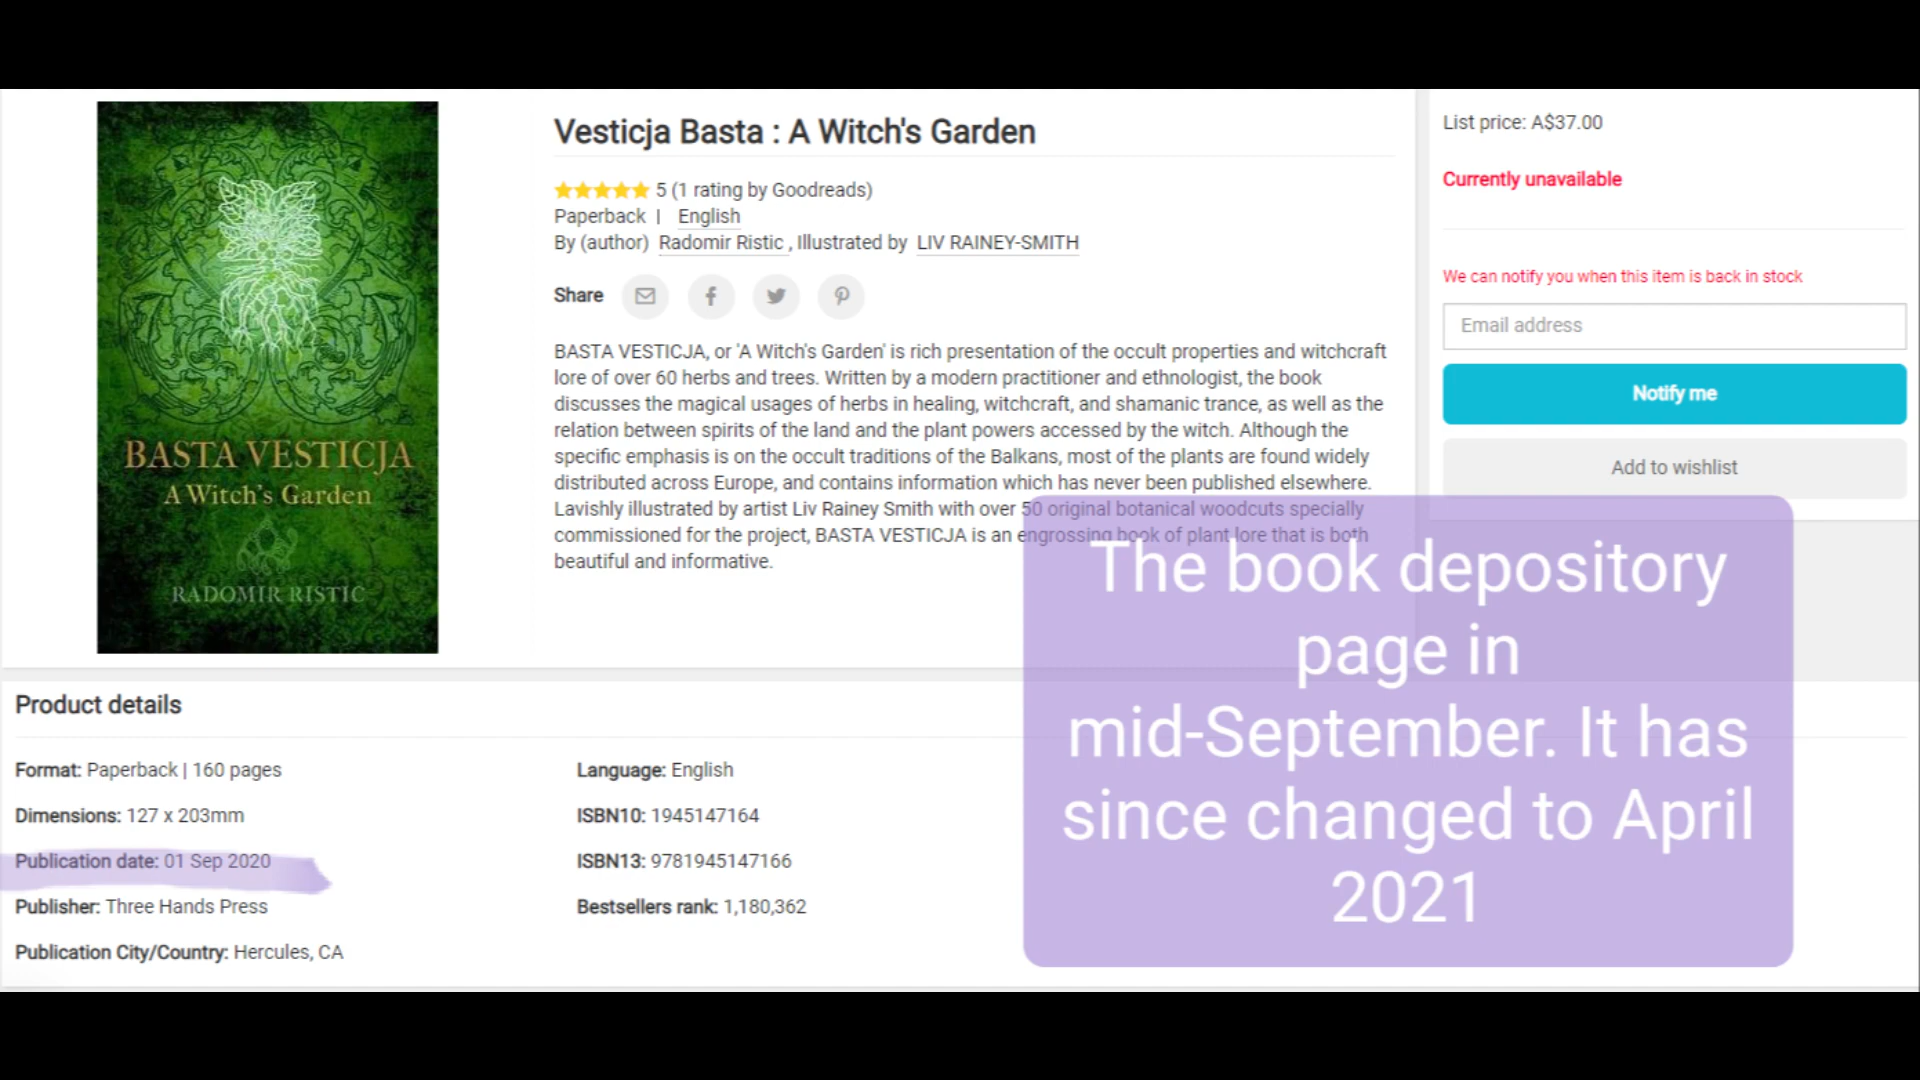 BASTA VESTICJA
A Witch's Garden
RADOMIR RISTIC
Vesticja Basta : A Witch's Garden
5 (1 rating by Goodreads)
Paperback | English
By (author) Radomir Ristic , Illustrated by LIV RAINEY-SMITH
Share
BASTA VESTICJA, or 'A Witch's Garden' is rich presentation of the occult properties and witchcraft
lore of over 60 herbs and trees. Written by a modern practitioner and ethnologist, the book
discusses the magical usages of herbs in healing, witchcraft, and shamanic trance, as well as the
relation between spirits of the land and the plant powers accessed by the witch. Although the
specific emphasis is on the occult traditions of the Balkans, most of the plants are found widely
distributed across Europe, and contains information which has never been published elsewhere.
Lavishly illustrated by artist Liv Rainey Smith with over 50 original botanical woodcuts specially
commissioned for the project, BASTA VESTICJA is an engrossing book of plant lore that is both
beautiful and informative.
List price: A$37.00
Currently unavailable
We can notify you when this item is back in stock
Email address
Notify me
Add to wishlist
The book depository
page in
mid-September. It has
since changed to April
2021
Product details
Format: Paperback | 160 pages
Dimensions: 127 x 203mm
Publication date: 01 Sep 2020
Publisher: Three Hands Press
Publication City/Country: Hercules, CA
Language: English
ISBN10: 1945147164
ISBN13: 9781945147166
Bestsellers rank: 1,180,362